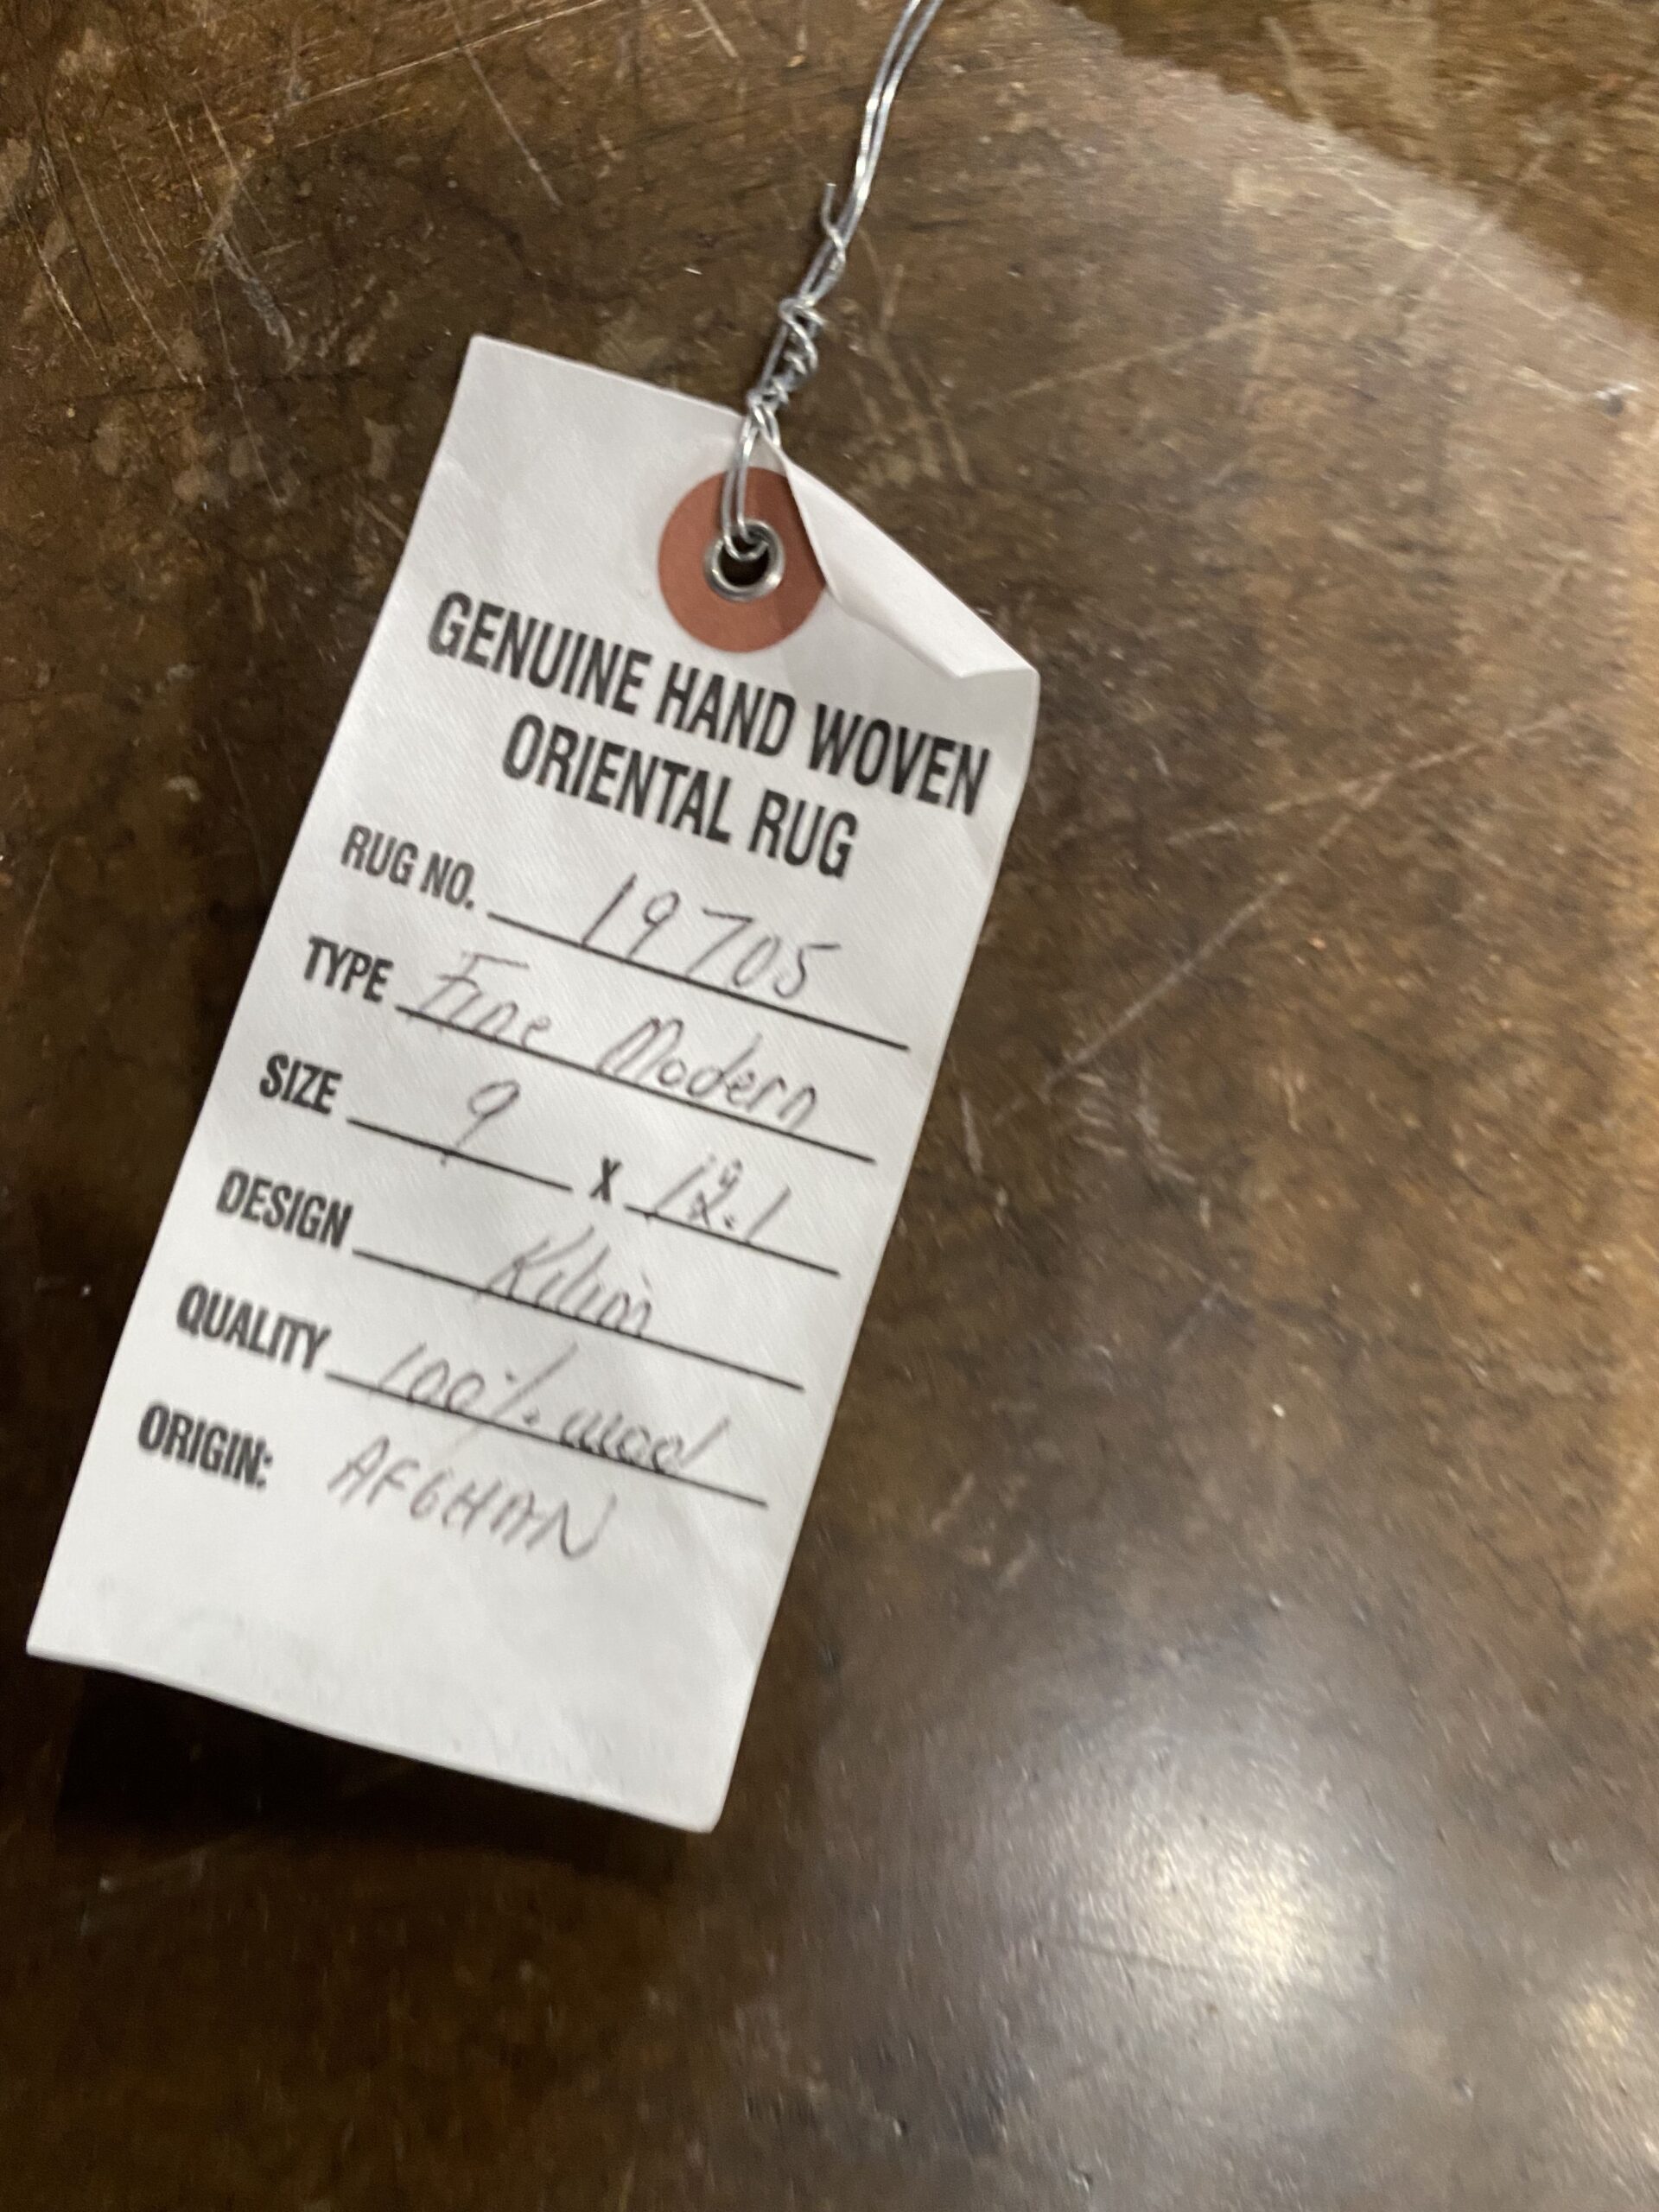 GENUINE HAND WOVEN
ORIENTAL RUG
RUG NO. 19705
TYPE Fine Modern
SIZE 9 X 12.1
DESIGN Kilim
QUALITY 100% wool
ORIGIN: AFGHAN